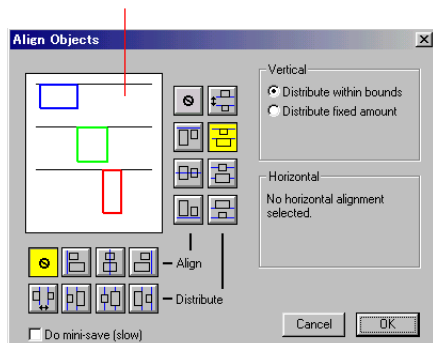 Align Objects
Vertical
Distribute within bounds
Distribute fixed amount
Horizontal
No horizontal alignment
selected.
Align
Distribute
Do mini-save (slow)
Cancel
OK